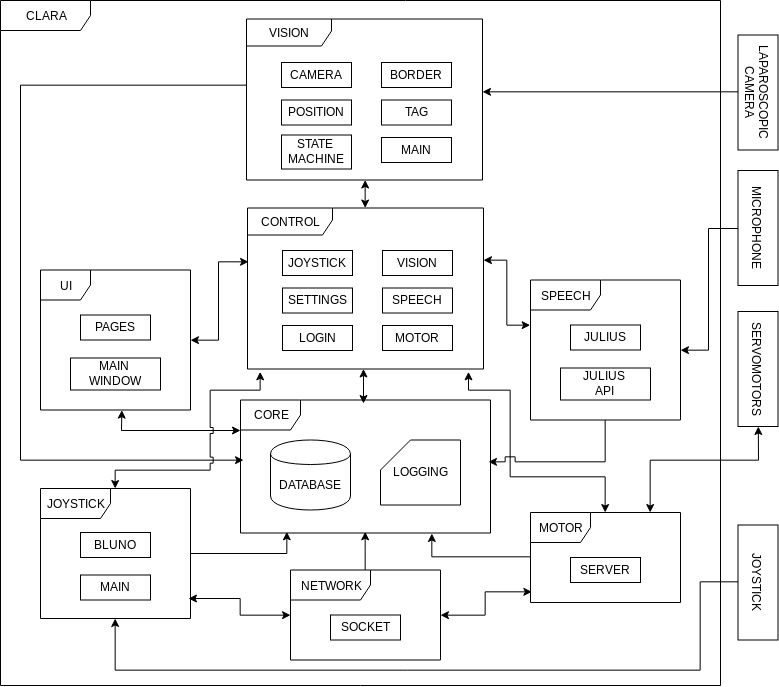 CLARA
VISION
CAMERA
BORDER
POSITION
TAG
STATE
MACHINE
MAIN
LAPAROSCOPIC
CAMERA
CONTROL
JOYSTICK
VISION
SETTINGS
SPEECH
LOGIN
MOTOR
MICROPHONE
UI
PAGES
MAIN
WINDOW
SPEECH
JULIUS
JULIUS
API
SERVOMOTORS
CORE
DATABASE
LOGGING
JOYSTICK
BLUNO
MAIN
NETWORK
SOCKET
MOTOR
SERVER
JOYSTICK